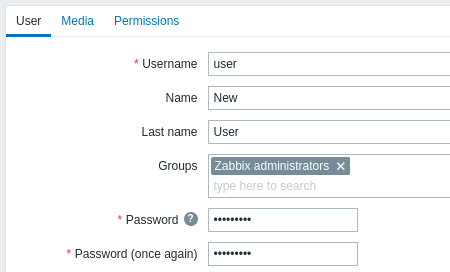 User Media Permissions
* Username user
Name New
Last name User
Groups Zabbix administrators ✕
type here to search
* Password ? •••••••••
* Password (once again) •••••••••